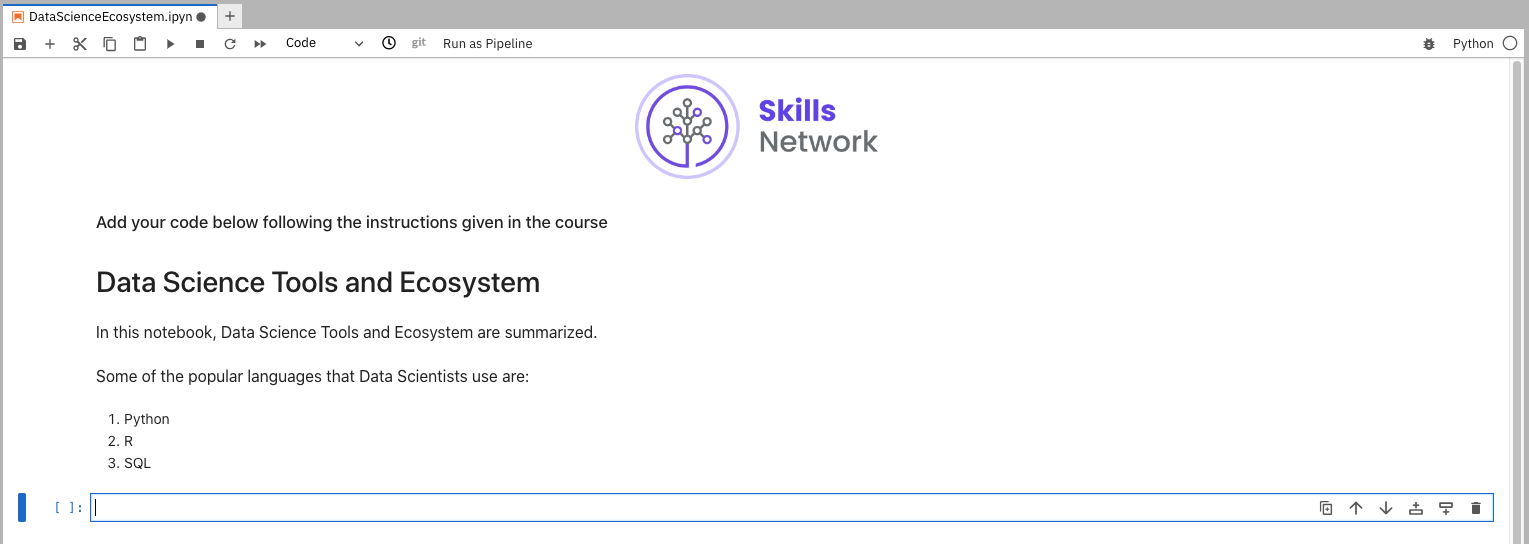 DataScienceEcosystem.ipyn
Code
git
Run as Pipeline
Python
Skills
Network
Add your code below following the instructions given in the course
Data Science Tools and Ecosystem
In this notebook, Data Science Tools and Ecosystem are summarized.
Some of the popular languages that Data Scientists use are:
1. Python
2. R
3. SQL
[ ]: